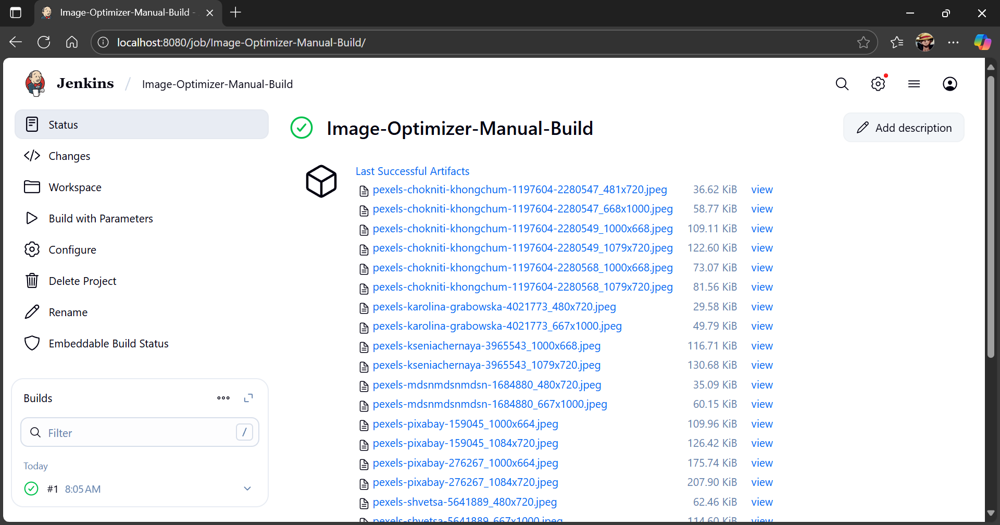 Image-Optimizer-Manual-Build -
localhost:8080/job/Image-Optimizer-Manual-Build/
Jenkins / Image-Optimizer-Manual-Build
Status
Changes
Workspace
Build with Parameters
Configure
Delete Project
Rename
Embeddable Build Status
Builds
Filter /
Today
#1 8:05 AM
Image-Optimizer-Manual-Build
Add description
Last Successful Artifacts
pexels-chokniti-khongchum-1197604-2280547_481x720.jpeg 36.62 KiB view
pexels-chokniti-khongchum-1197604-2280547_668x1000.jpeg 58.77 KiB view
pexels-chokniti-khongchum-1197604-2280549_1000x668.jpeg 109.11 KiB view
pexels-chokniti-khongchum-1197604-2280549_1079x720.jpeg 122.60 KiB view
pexels-chokniti-khongchum-1197604-2280568_1000x668.jpeg 73.07 KiB view
pexels-chokniti-khongchum-1197604-2280568_1079x720.jpeg 81.56 KiB view
pexels-karolina-grabowska-4021773_480x720.jpeg 29.58 KiB view
pexels-karolina-grabowska-4021773_667x1000.jpeg 49.79 KiB view
pexels-kseniachernaya-3965543_1000x668.jpeg 116.71 KiB view
pexels-kseniachernaya-3965543_1079x720.jpeg 130.68 KiB view
pexels-mdsnmdsnmdsn-1684880_480x720.jpeg 35.09 KiB view
pexels-mdsnmdsnmdsn-1684880_667x1000.jpeg 60.15 KiB view
pexels-pixabay-159045_1000x664.jpeg 109.96 KiB view
pexels-pixabay-159045_1084x720.jpeg 126.42 KiB view
pexels-pixabay-276267_1000x664.jpeg 175.74 KiB view
pexels-pixabay-276267_1084x720.jpeg 207.90 KiB view
pexels-shvetsa-5641889_480x720.jpeg 62.46 KiB view
pexels-shvetsa-5641889_667x1000.jpeg 114.60 KiB view